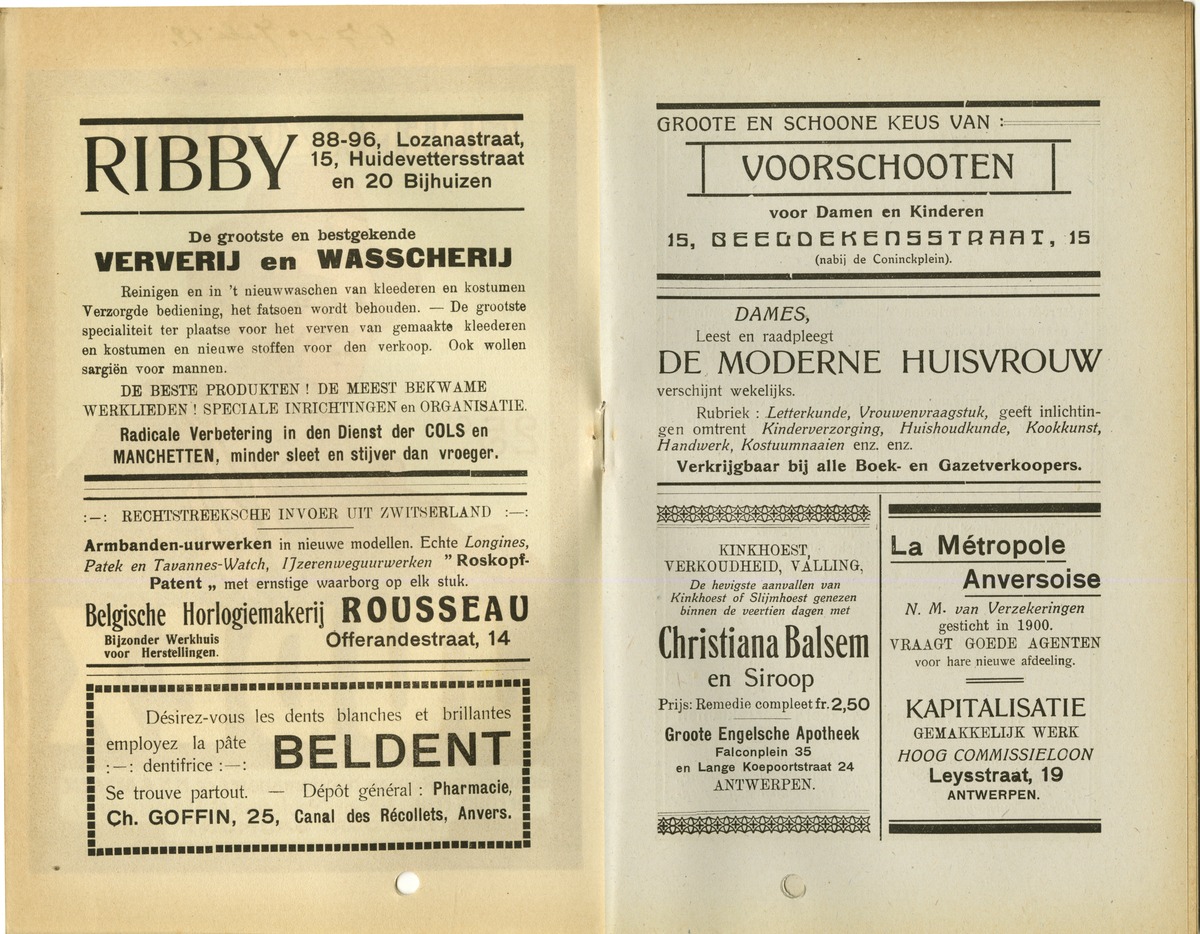 RIBBY
88-96, Lozanastraat,
15, Huidevettersstraat
en 20 Bijhuizen
De grootste en bestgekende
VERVERIJ en WASSCHERIJ
Reinigen en in 't nieuwwaschen van kleederen en kostumen
Verzorgde bediening, het fatsoen wordt behouden. — De grootste
specialiteit ter plaatse voor het verven van gemaakte kleederen
en kostumen en nieuwe stoffen voor den verkoop. Ook wollen
sargiën voor mannen.
DE BESTE PRODUKTEN ! DE MEEST BEKWAME
WERKLIEDEN ! SPECIALE INRICHTINGEN en ORGANISATIE.
Radicale Verbetering in den Dienst der COLS en
MANCHETTEN, minder sleet en stijver dan vroeger.
:—: RECHTSTREEKSCHE INVOER UIT ZWITSERLAND :—:
Armbanden-uurwerken in nieuwe modellen. Echte Longines,
Patek en Tavannes-Watch, IJzerenweguurwerken " Roskopf-
Patent „ met ernstige waarborg op elk stuk.
Belgische Horlogiemakerij ROUSSEAU
Bijzonder Werkhuis
voor Herstellingen.
Offerandestraat, 14
Désirez-vous les dents blanches et brillantes
employez la pâte
:—: dentifrice :—:
BELDENT
Se trouve partout. — Dépôt général : Pharmacie,
Ch. GOFFIN, 25, Canal des Récollets, Anvers.
GROOTE EN SCHOONE KEUS VAN :
VOORSCHOOTEN
voor Damen en Kinderen
15, BEEGDEKENSSTRAAT, 15
(nabij de Coninckplein).
DAMES,
Leest en raadpleegt
DE MODERNE HUISVROUW
verschijnt wekelijks.
Rubriek : Letterkunde, Vrouwenvraagstuk, geeft inlichtin-
gen omtrent Kinderverzorging, Huishoudkunde, Kookkunst,
Handwerk, Kostuumnaaien enz. enz.
Verkrijgbaar bij alle Boek- en Gazetverkoopers.
KINKHOEST,
VERKOUDHEID, VALLING,
De hevigste aanvallen van
Kinkhoest of Slijmhoest genezen
binnen de veertien dagen met
Christiana Balsem
en Siroop
Prijs: Remedie compleet fr. 2,50
Groote Engelsche Apotheek
Falconplein 35
en Lange Koepoortstraat 24
ANTWERPEN.
La Métropole
Anversoise
N. M. van Verzekeringen
gesticht in 1900.
VRAAGT GOEDE AGENTEN
voor hare nieuwe afdeeling.
KAPITALISATIE
GEMAKKELIJK WERK
HOOG COMMISSIELOON
Leysstraat, 19
ANTWERPEN.